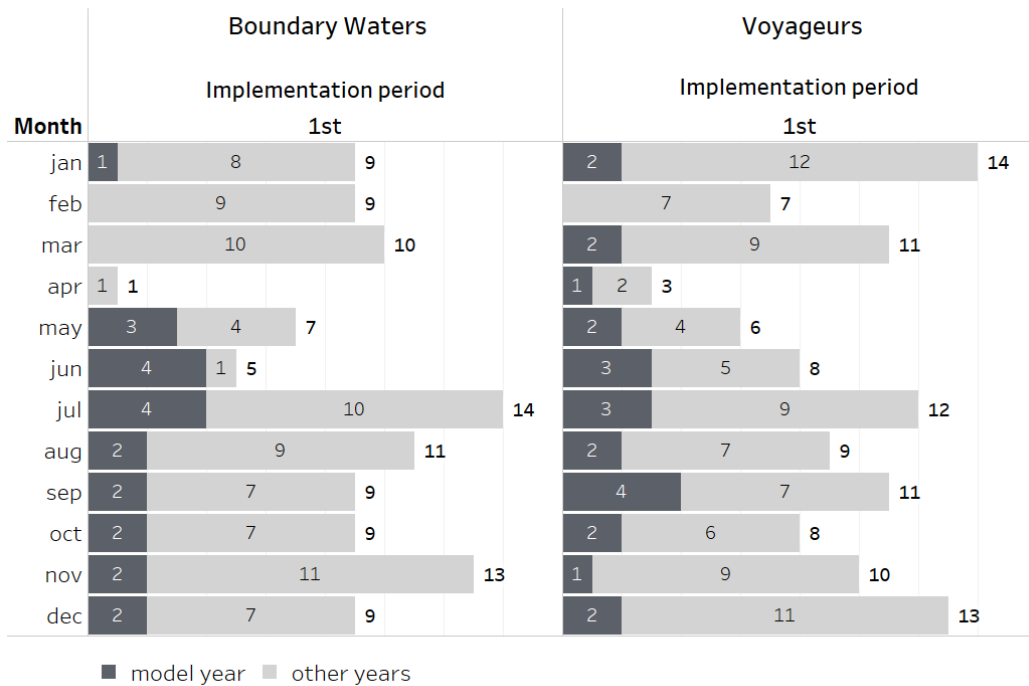 Boundary Waters Voyageurs
Implementation period Implementation period
Month 1st 1st
jan 1 8 9 2 12 14
feb 9 9 7 7
mar 10 10 2 9 11
apr 1 1 1 2 3
may 3 4 7 2 4 6
jun 4 1 5 3 5 8
jul 4 10 14 3 9 12
aug 2 9 11 2 7 9
sep 2 7 9 4 7 11
oct 2 7 9 2 6 8
nov 2 11 13 1 9 10
dec 2 7 9 2 11 13
model year other years